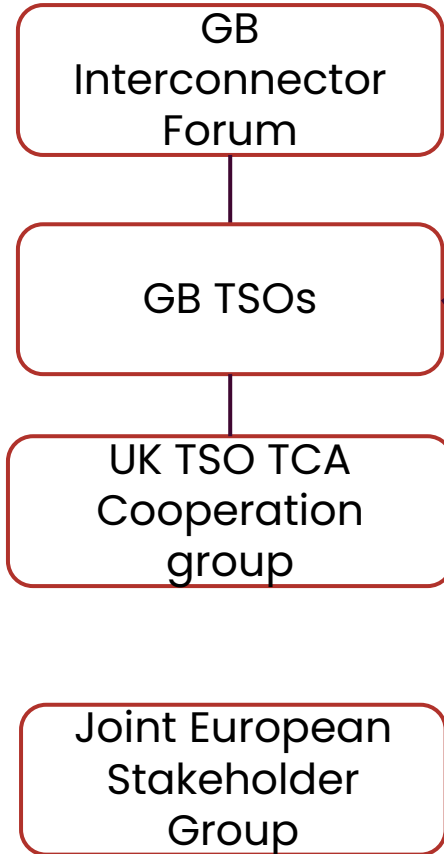 GB
Interconnector
Forum
GB TSOs
UK TSO TCA
Cooperation
group
Joint European
Stakeholder
Group